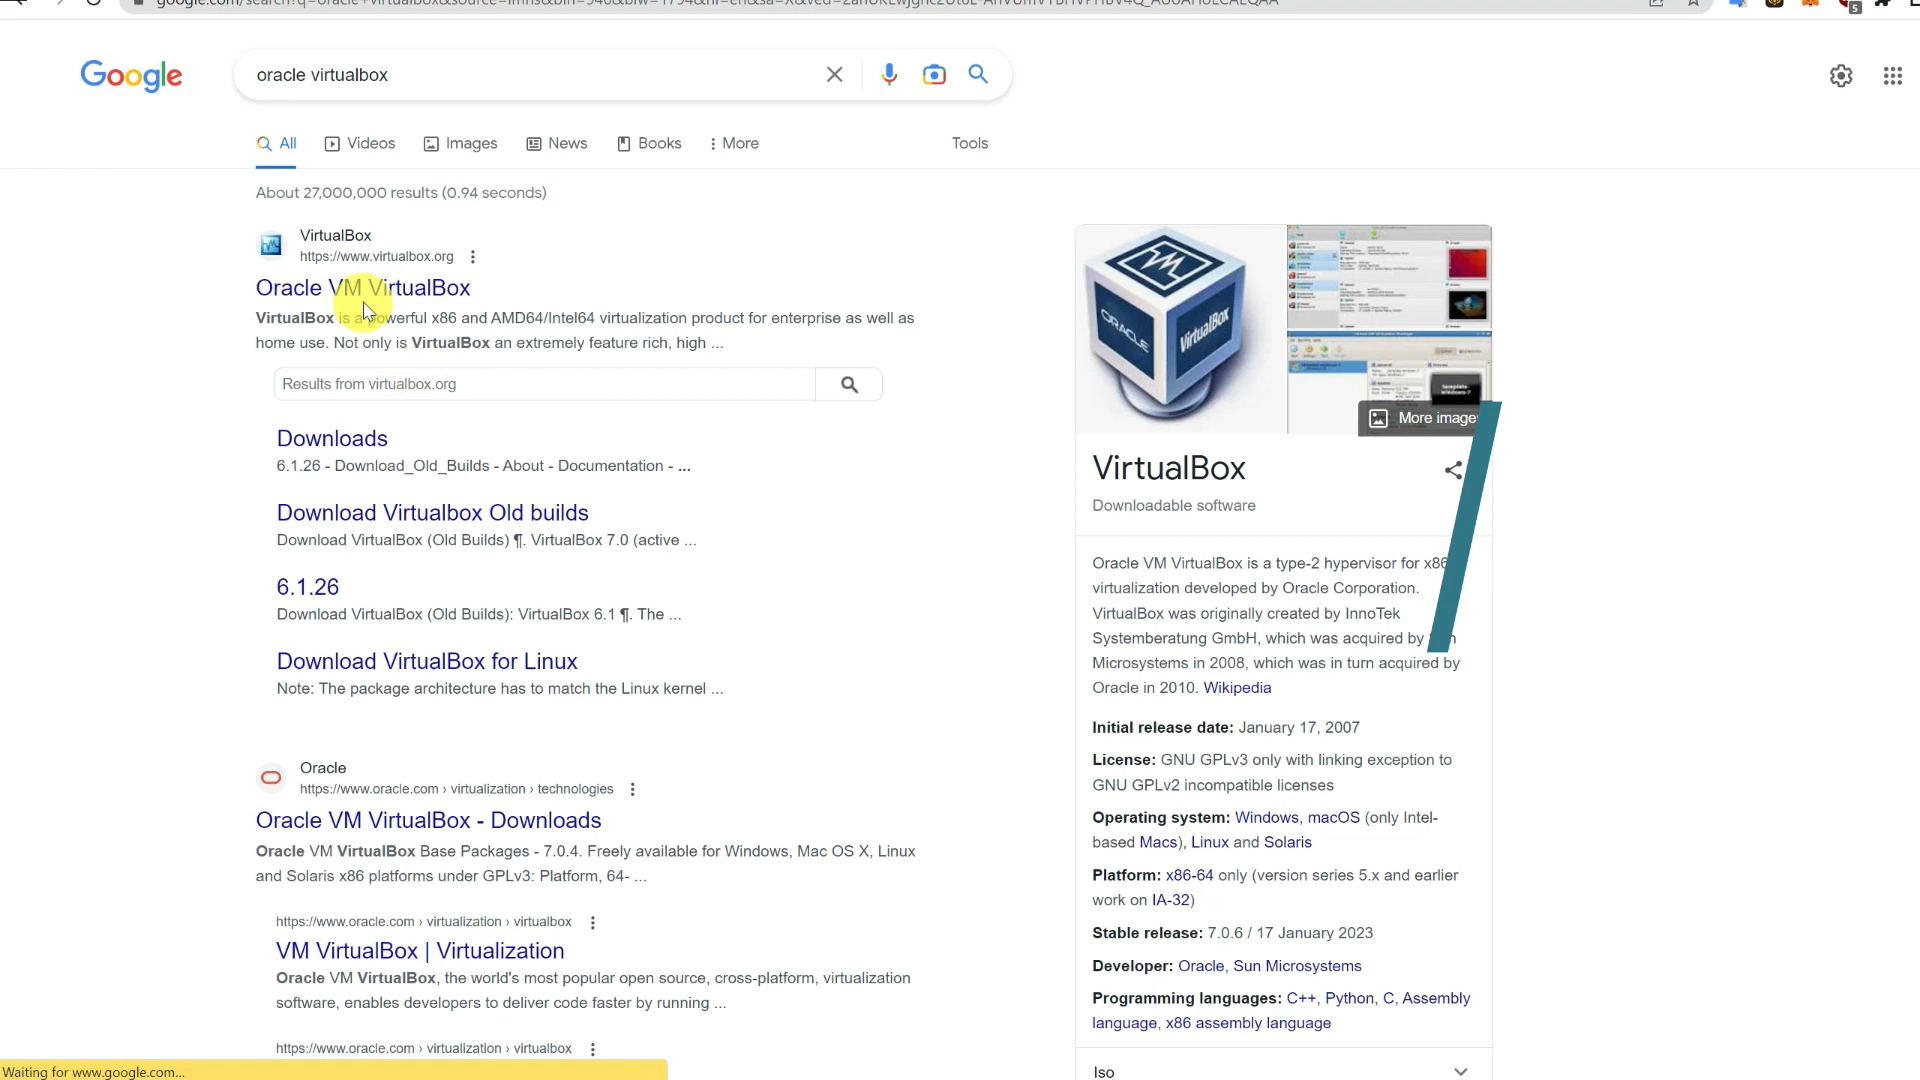 Google
oracle virtualbox
All
Videos
Images
News
Books
More
Tools
About 27,000,000 results (0.94 seconds)
VirtualBox
https://www.virtualbox.org
Oracle VM VirtualBox
VirtualBox is a powerful x86 and AMD64/Intel64 virtualization product for enterprise as well as
home use. Not only is VirtualBox an extremely feature rich, high ...
Results from virtualbox.org
Downloads
6.1.26 - Download_Old_Builds - About - Documentation - ...
Download Virtualbox Old builds
Download VirtualBox (Old Builds) ¶. VirtualBox 7.0 (active ...
6.1.26
Download VirtualBox (Old Builds): VirtualBox 6.1 ¶. The ...
Download VirtualBox for Linux
Note: The package architecture has to match the Linux kernel ...
Oracle
https://www.oracle.com › virtualization › technologies
Oracle VM VirtualBox - Downloads
Oracle VM VirtualBox Base Packages - 7.0.4. Freely available for Windows, Mac OS X, Linux
and Solaris x86 platforms under GPLv3: Platform, 64- ...
https://www.oracle.com › virtualization › virtualbox
VM VirtualBox | Virtualization
Oracle VM VirtualBox, the world's most popular open source, cross-platform, virtualization
software, enables developers to deliver code faster by running ...
https://www.oracle.com › virtualization › virtualbox
Waiting for www.google.com...
5
ORACLE
VirtualBox
More images
VirtualBox
Downloadable software
Oracle VM VirtualBox is a type-2 hypervisor for x86
virtualization developed by Oracle Corporation.
VirtualBox was originally created by InnoTek
Systemberatung GmbH, which was acquired by
Microsystems in 2008, which was in turn acquired by
Oracle in 2010. Wikipedia
Initial release date: January 17, 2007
License: GNU GPLv3 only with linking exception to
GNU GPLv2 incompatible licenses
Operating system: Windows, macOS (only Intel-
based Macs), Linux and Solaris
Platform: x86-64 only (version series 5.x and earlier
work on IA-32)
Stable release: 7.0.6 / 17 January 2023
Developer: Oracle, Sun Microsystems
Programming languages: C++, Python, C, Assembly
language, x86 assembly language
Iso